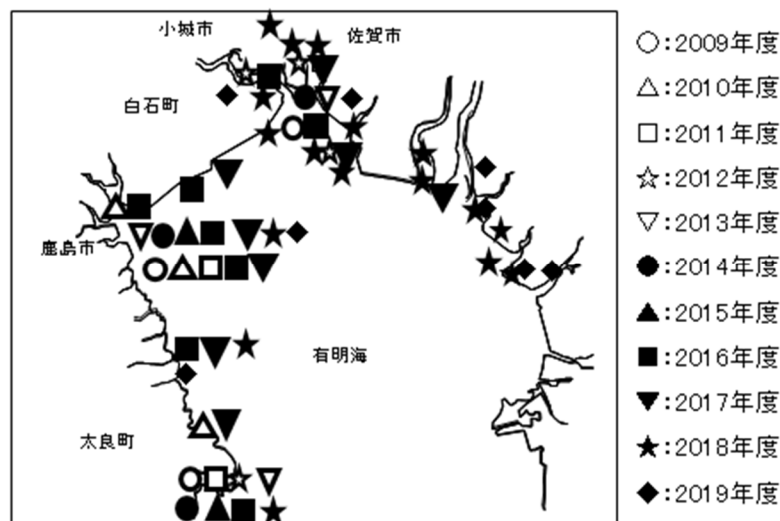 小城市
佐賀市
白石町
鹿島市
有明海
太良町
○:2009年度
△:2010年度
□:2011年度
☆:2012年度
▽:2013年度
●:2014年度
▲:2015年度
■:2016年度
▼:2017年度
★:2018年度
◆:2019年度